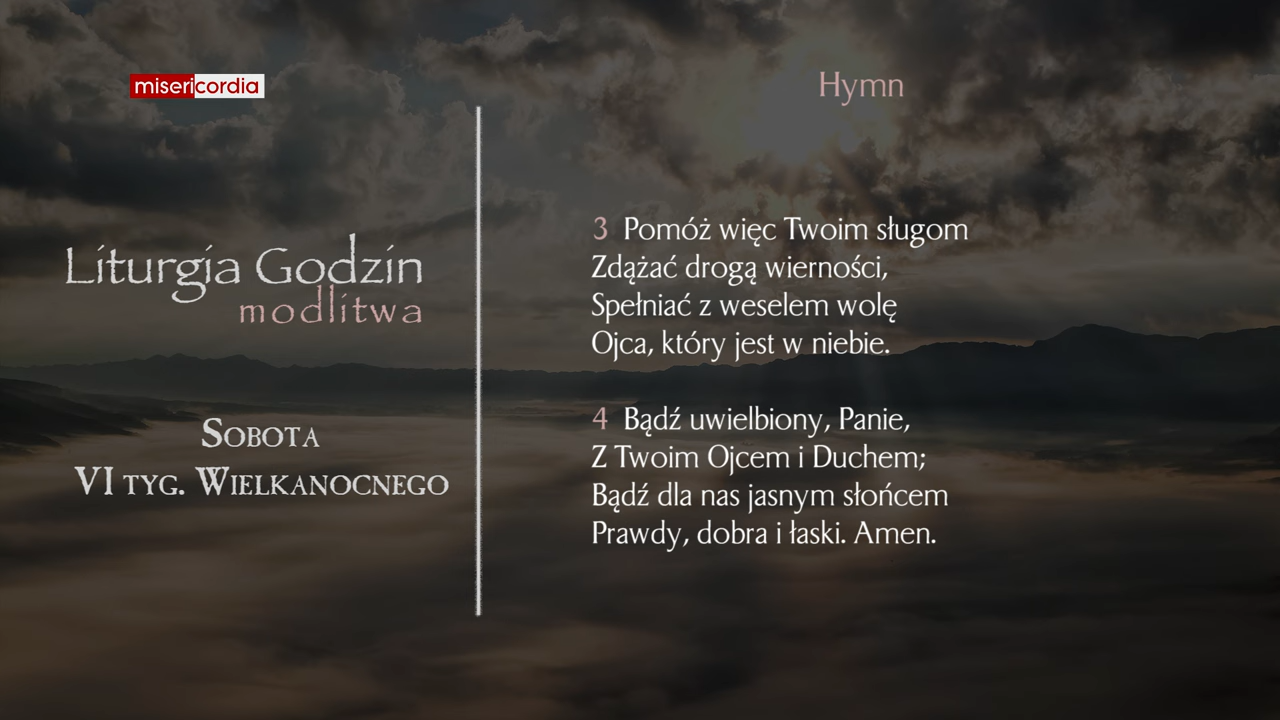 misericordia
Liturgia Godzin
modlitwa
Sobota
VI tyg. Wielkanocnego
Hymn
3 Pomóż więc Twoim sługom
Zdążać drogą wierności,
Spełniać z weselem wolę
Ojca, który jest w niebie.
4 Bądź uwielbiony, Panie,
Z Twoim Ojcem i Duchem;
Bądź dla nas jasnym słońcem
Prawdy, dobra i łaski. Amen.